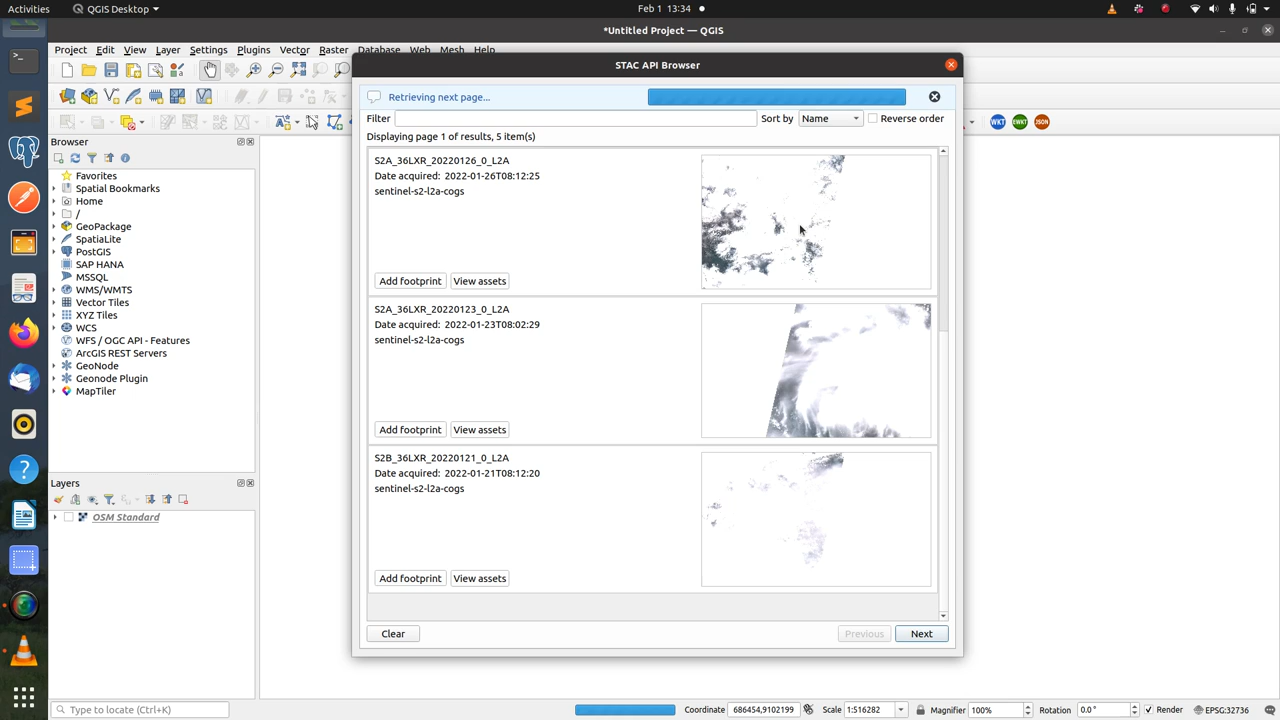 Activities
QGIS Desktop
Feb 1 13:34
*Untitled Project — QGIS
Project Edit View Layer Settings Plugins Vector Raster Database Web Mesh Help
STAC API Browser
Retrieving next page...
Filter
Sort by
Name
Reverse order
Displaying page 1 of results, 5 item(s)
WKT
EWKT
JSON
Browser
Favorites
Spatial Bookmarks
Home
/
GeoPackage
SpatiaLite
PostGIS
SAP HANA
MSSQL
WMS/WMTS
Vector Tiles
XYZ Tiles
WCS
WFS / OGC API - Features
ArcGIS REST Servers
GeoNode
Geonode Plugin
MapTiler
Layers
OSM Standard
S2A_36LXR_20220126_0_L2A
Date acquired: 2022-01-26T08:12:25
sentinel-s2-l2a-cogs
Add footprint
View assets
S2A_36LXR_20220123_0_L2A
Date acquired: 2022-01-23T08:02:29
sentinel-s2-l2a-cogs
Add footprint
View assets
S2B_36LXR_20220121_0_L2A
Date acquired: 2022-01-21T08:12:20
sentinel-s2-l2a-cogs
Add footprint
View assets
Clear
Previous
Next
Type to locate (Ctrl+K)
Coordinate 686454,9102199
Scale 1:516282
Magnifier 100%
Rotation 0.0°
Render
EPSG:32736